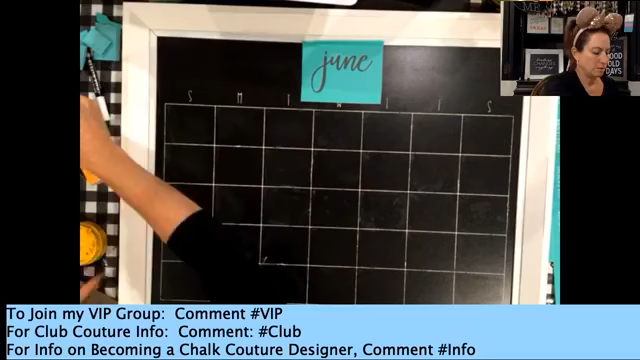 june
S M T W T F S
GOOD
OLD
DAYS
To Join my VIP Group: Comment #VIP
For Club Couture Info: Comment: #Club
For Info on Becoming a Chalk Couture Designer, Comment #Info